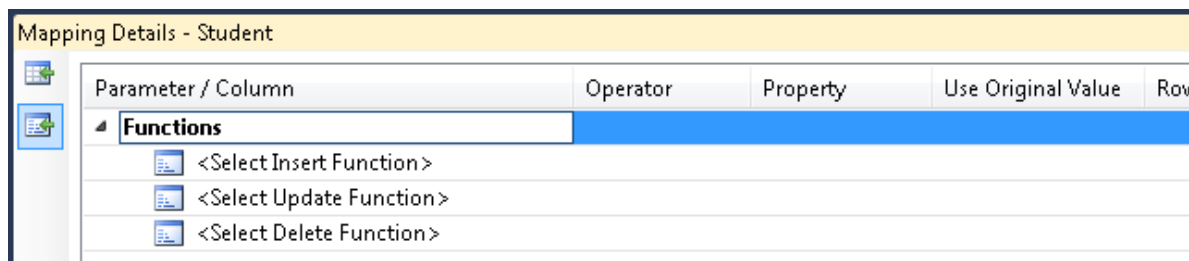 Mapping Details - Student
Parameter / Column Operator Property Use Original Value Rov
Functions
<Select Insert Function>
<Select Update Function>
<Select Delete Function>